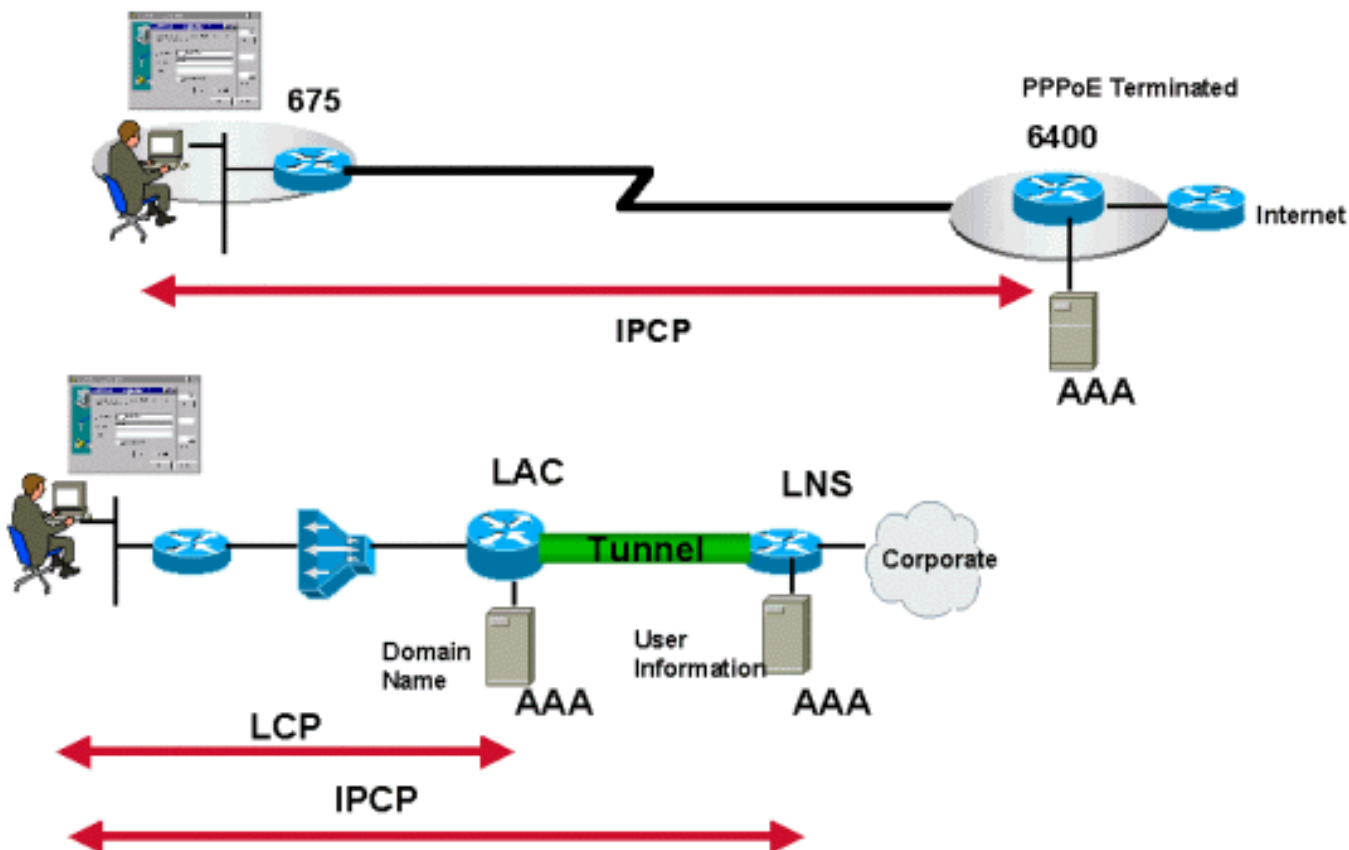 675
PPPoE Terminated
6400
Internet
IPCP
AAA
LAC
LNS
Tunnel
Corporate
Domain
Name
User
Information
AAA
AAA
LCP
IPCP